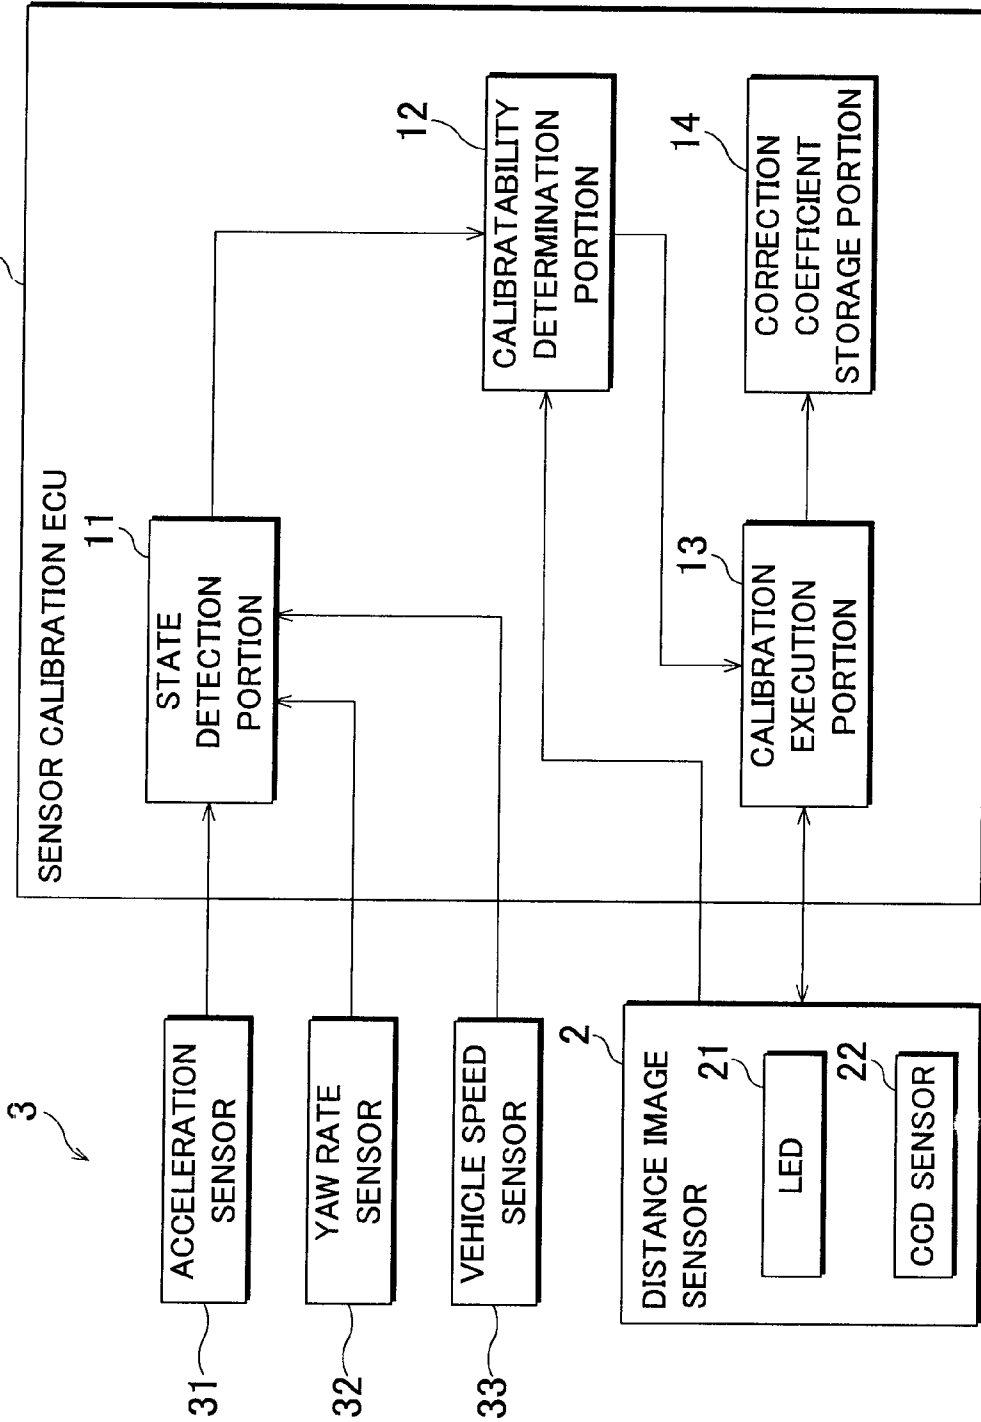 3
31
ACCELERATION
SENSOR
32
YAW RATE
SENSOR
33
VEHICLE SPEED
SENSOR
2
DISTANCE IMAGE
SENSOR
21
LED
22
CCD SENSOR
SENSOR CALIBRATION ECU
11
STATE
DETECTION
PORTION
12
CALIBRATABILITY
DETERMINATION
PORTION
13
CALIBRATION
EXECUTION
PORTION
14
CORRECTION
COEFFICIENT
STORAGE PORTION